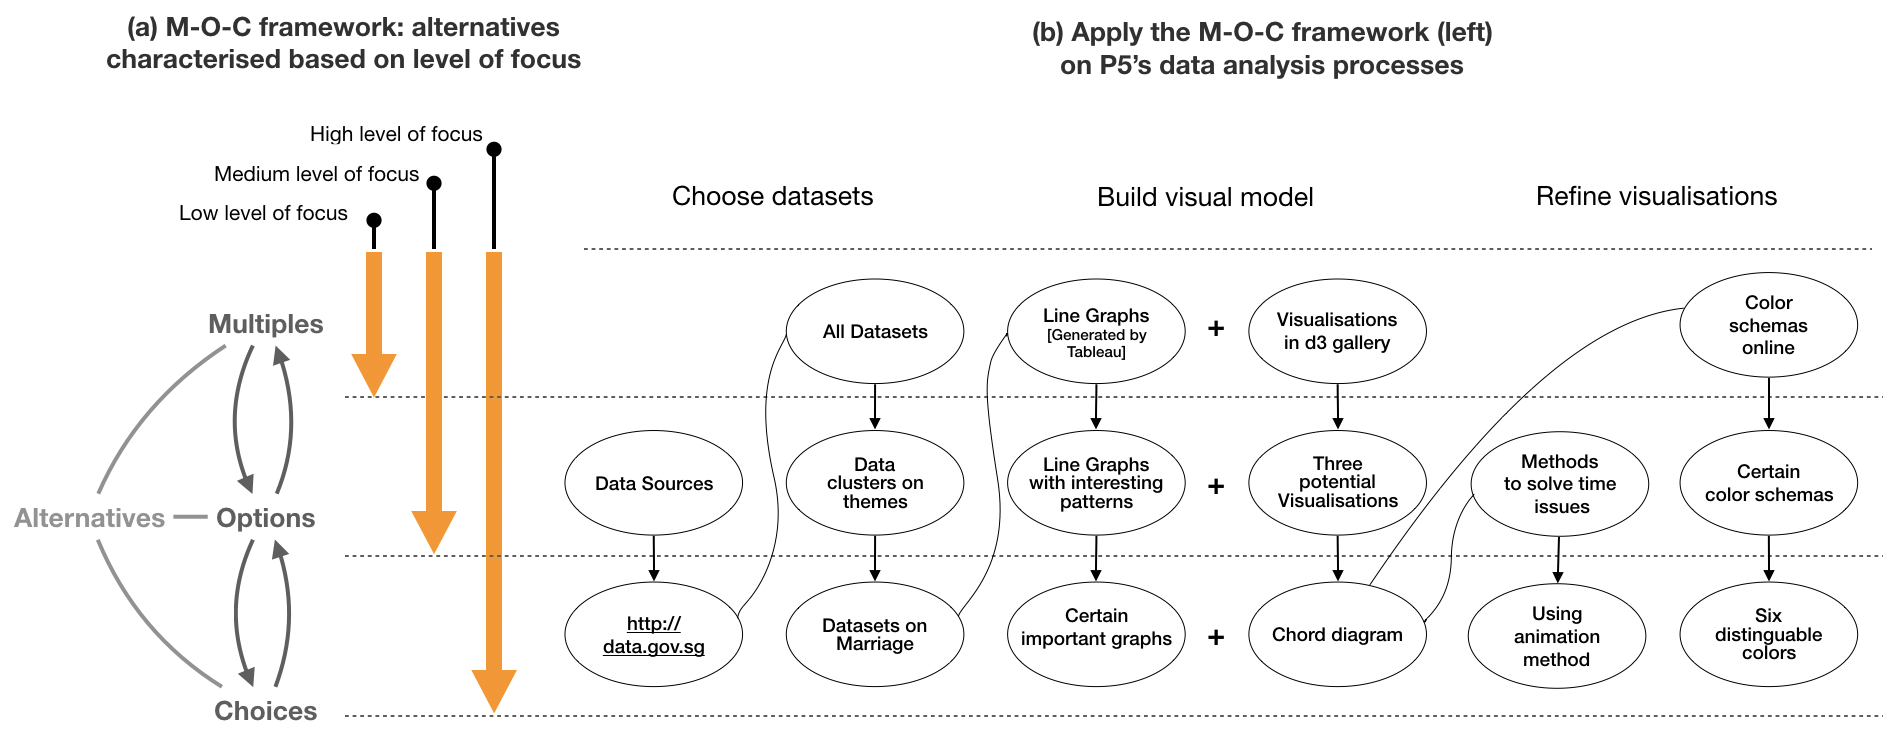 (a) M-O-C framework: alternatives
characterised based on level of focus
(b) Apply the M-O-C framework (left)
on P5’s data analysis processes
High level of focus
Medium level of focus
Low level of focus
Choose datasets
Build visual model
Refine visualisations
Multiples
Alternatives
Options
Choices
All Datasets
Line Graphs
[Generated by
Tableau]
+
Visualisations
in d3 gallery
Color
schemas
online
Data Sources
Data
clusters on
themes
Line Graphs
with interesting
patterns
+
Three
potential
Visualisations
Methods
to solve time
issues
Certain
color schemas
http://
data.gov.sg
Datasets on
Marriage
Certain
important graphs
+
Chord diagram
Using
animation
method
Six
distinguable
colors